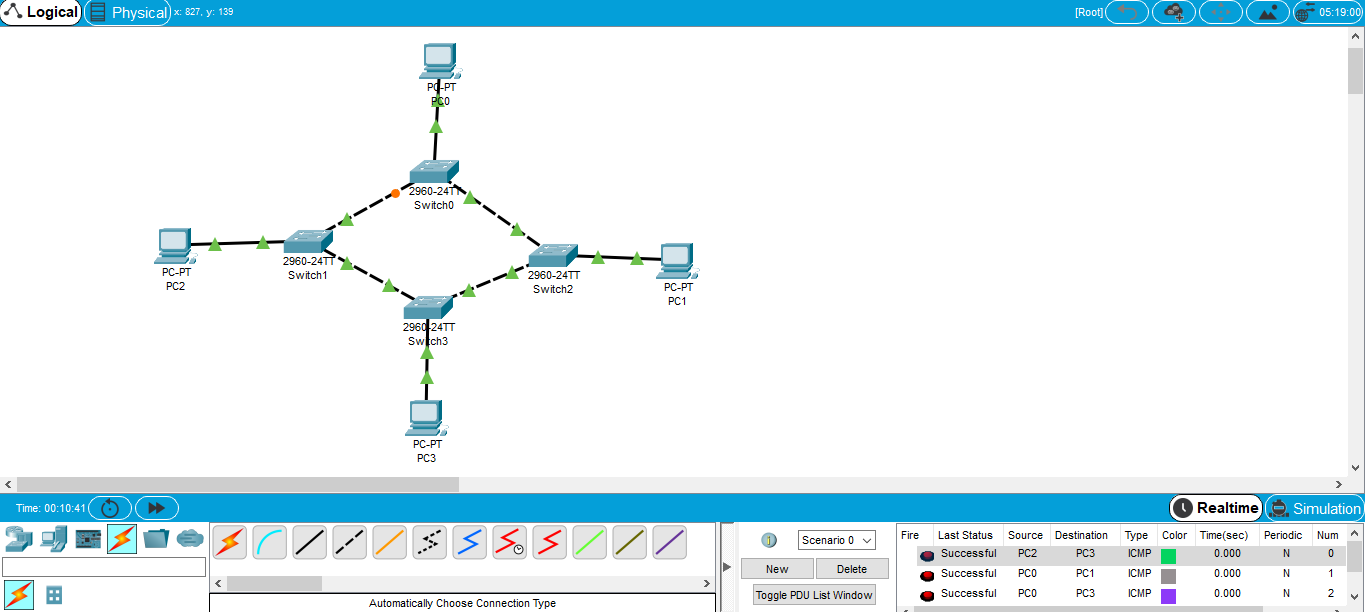 Logical
Physical
x: 827, y: 139
[Root]
05:19:00
PC-PT
PC0
2960-24TT
Switch0
PC-PT
PC2
2960-24TT
Switch1
2960-24TT
Switch2
PC-PT
PC1
2960-24TT
Switch3
PC-PT
PC3
Time: 00:10:41
Realtime
Simulation
Scenario 0
New
Delete
Toggle PDU List Window
Automatically Choose Connection Type
Fire Last Status Source Destination Type Color Time(sec) Periodic Num
Successful PC2 PC3 ICMP 0.000 N 0
Successful PC0 PC1 ICMP 0.000 N 1
Successful PC0 PC3 ICMP 0.000 N 2